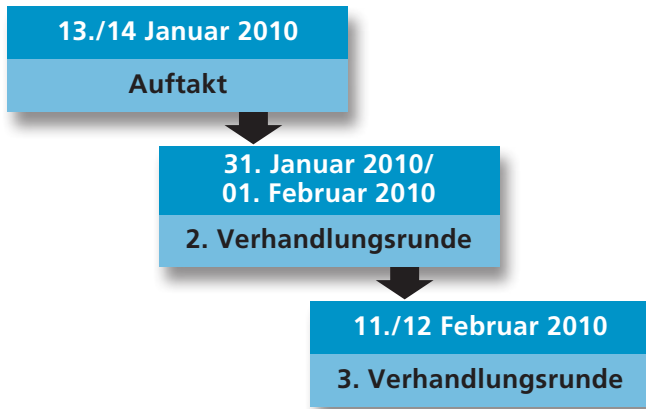 13./14 Januar 2010
Auftakt
31. Januar 2010/
01. Februar 2010
2. Verhandlungsrunde
11./12 Februar 2010
3. Verhandlungsrunde